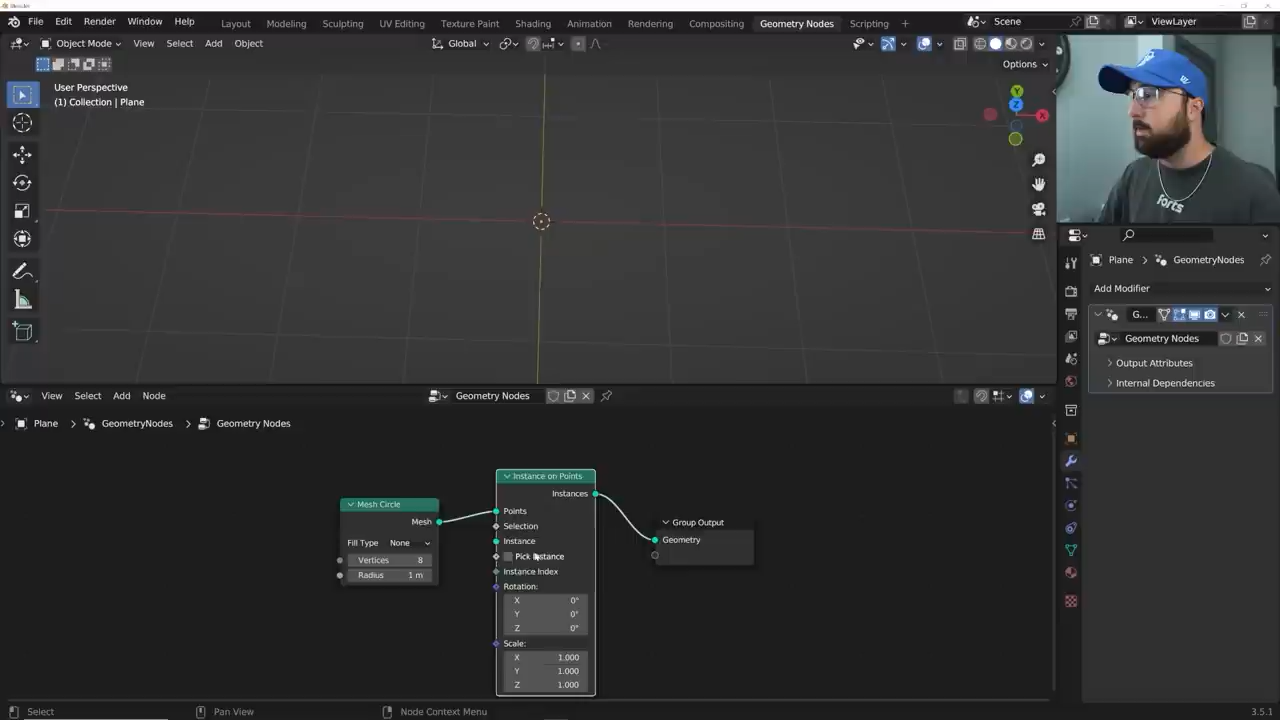 File Edit Render Window Help Layout Modeling Sculpting UV Editing Texture Paint Shading Animation Rendering Compositing Geometry Nodes Scripting + Scene ViewLayer
Object Mode View Select Add Object Global
Options
User Perspective
(1) Collection | Plane
Y
Z
X
forts
Plane > GeometryNodes
Add Modifier
G...
Geometry Nodes
Output Attributes
Internal Dependencies
View Select Add Node Geometry Nodes
Plane > GeometryNodes > Geometry Nodes
Mesh Circle
Mesh
Fill Type None
Vertices 8
Radius 1 m
Instance on Points
Instances
Points
Selection
Instance
Pick Instance
Instance Index
Rotation:
X 0°
Y 0°
Z 0°
Scale:
X 1.000
Y 1.000
Z 1.000
Group Output
Geometry
Select Pan View Node Context Menu 3.5.1